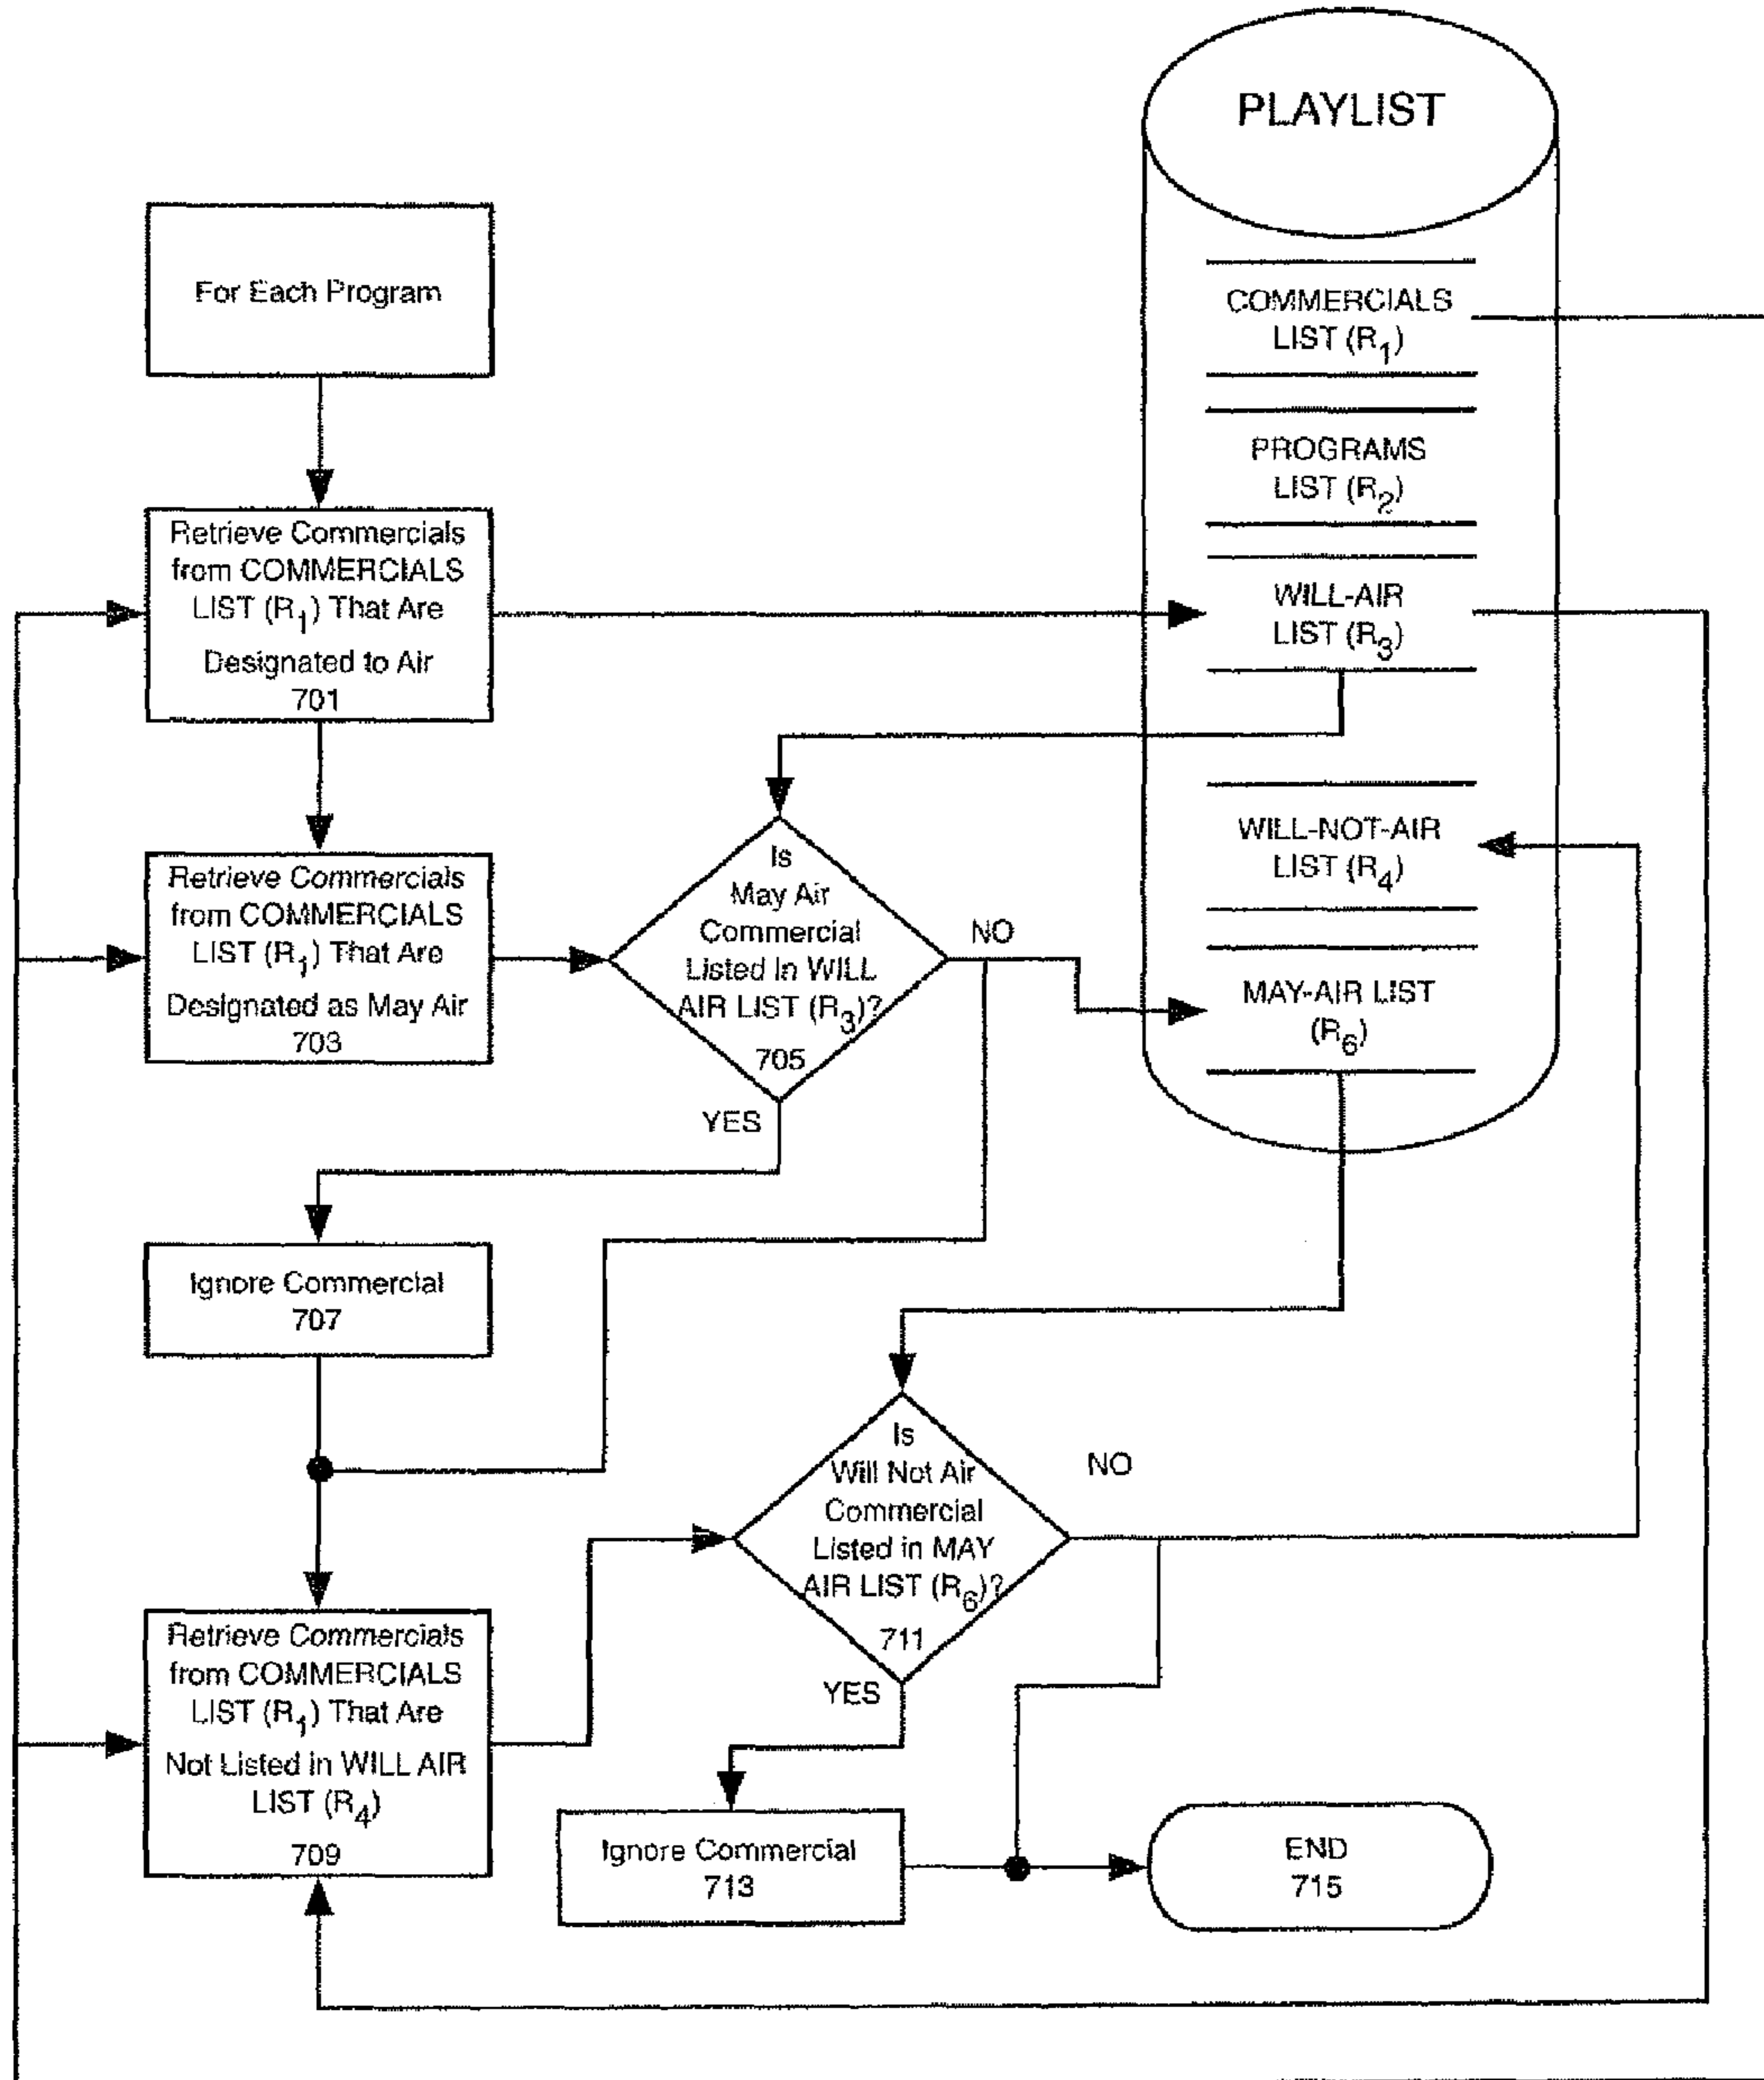 PLAYLIST
For Each Program
COMMERCIALS
LIST (R1)
PROGRAMS
LIST (R2)
WILL-AIR
LIST (R3)
WILL-NOT-AIR
LIST (R4)
MAY-AIR LIST
(R6)
Retrieve Commercials
from COMMERCIALS
LIST (R1) That Are
Designated to Air
701
Retrieve Commercials
from COMMERCIALS
LIST (R1) That Are
Designated as May Air
703
Is
May Air
Commercial
Listed in WILL
AIR LIST (R3)?
705
NO
YES
Ignore Commercial
707
Is
Will Not Air
Commercial
Listed in MAY
AIR LIST (R6)?
711
NO
YES
Retrieve Commercials
from COMMERCIALS
LIST (R1) That Are
Not Listed in WILL AIR
LIST (R4)
709
Ignore Commercial
713
END
715